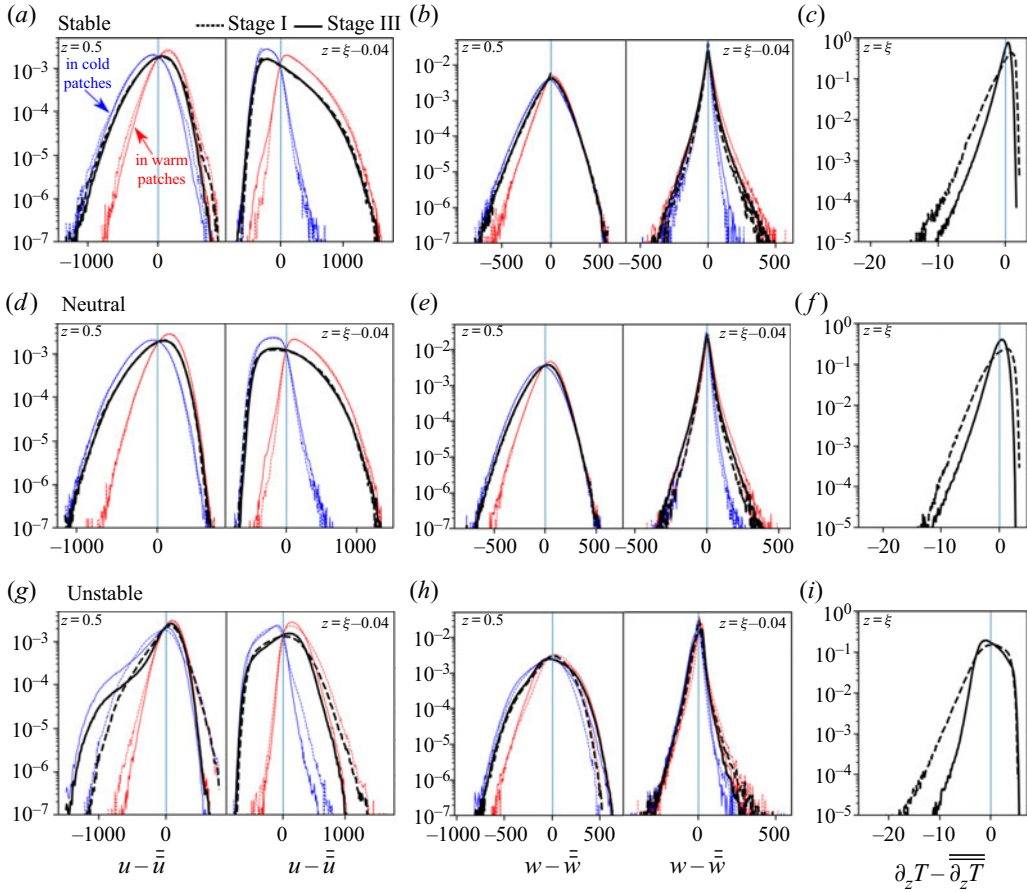 (a) Stable Stage I Stage III (b) (c)
z = 0.5 z = ξ−0.04 z = 0.5 z = ξ−0.04 z = ξ
in cold
patches
in warm
patches
10−3 10−4 10−5 10−6 10−7
10−2 10−3 10−4 10−5 10−6 10−7
100 10−1 10−2 10−3 10−4 10−5
−1000 0 0 1000 −500 0 500 −500 0 500 −20 −10 0
(d) Neutral (e) (f)
z = 0.5 z = ξ−0.04 z = 0.5 z = ξ−0.04 z = ξ
10−3 10−4 10−5 10−6 10−7
10−2 10−3 10−4 10−5 10−6 10−7
100 10−1 10−2 10−3 10−4 10−5
−1000 0 0 1000 −500 0 500 −500 0 500 −20 −10 0
(g) Unstable (h) (i)
z = 0.5 z = ξ−0.04 z = 0.5 z = ξ−0.04 z = ξ
10−3 10−4 10−5 10−6 10−7
10−2 10−3 10−4 10−5 10−6 10−7
100 10−1 10−2 10−3 10−4 10−5
−1000 0 0 1000 −1000 −500 0 500 −500 0 500 −20 −10 0
u − u̿ u − u̿ w − w̿ w − w̿ ∂zT − ∂zT